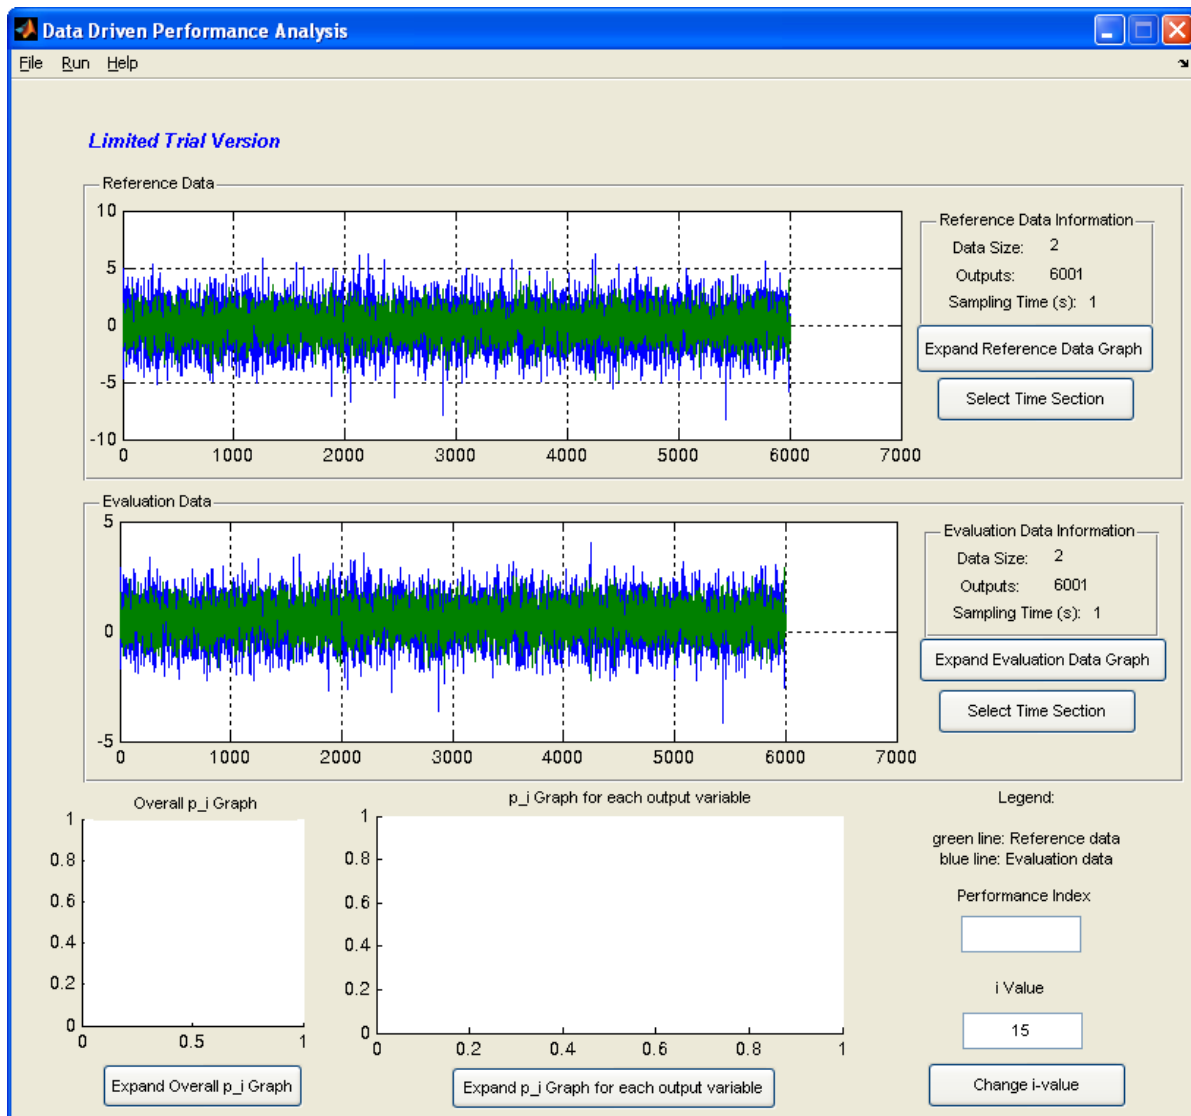 Data Driven Performance Analysis
File Run Help
Limited Trial Version
Reference Data
10
5
0
-5
-10
0 1000 2000 3000 4000 5000 6000 7000
Reference Data Information
Data Size: 2
Outputs: 6001
Sampling Time (s): 1
Expand Reference Data Graph
Select Time Section
Evaluation Data
5
0
-5
0 1000 2000 3000 4000 5000 6000 7000
Evaluation Data Information
Data Size: 2
Outputs: 6001
Sampling Time (s): 1
Expand Evaluation Data Graph
Select Time Section
Overall p_i Graph
1
0.8
0.6
0.4
0.2
0
0 0.5 1
Expand Overall p_i Graph
p_i Graph for each output variable
1
0.8
0.6
0.4
0.2
0
0 0.2 0.4 0.6 0.8 1
Expand p_i Graph for each output variable
Legend:
green line: Reference data
blue line: Evaluation data
Performance Index
i Value
15
Change i-value